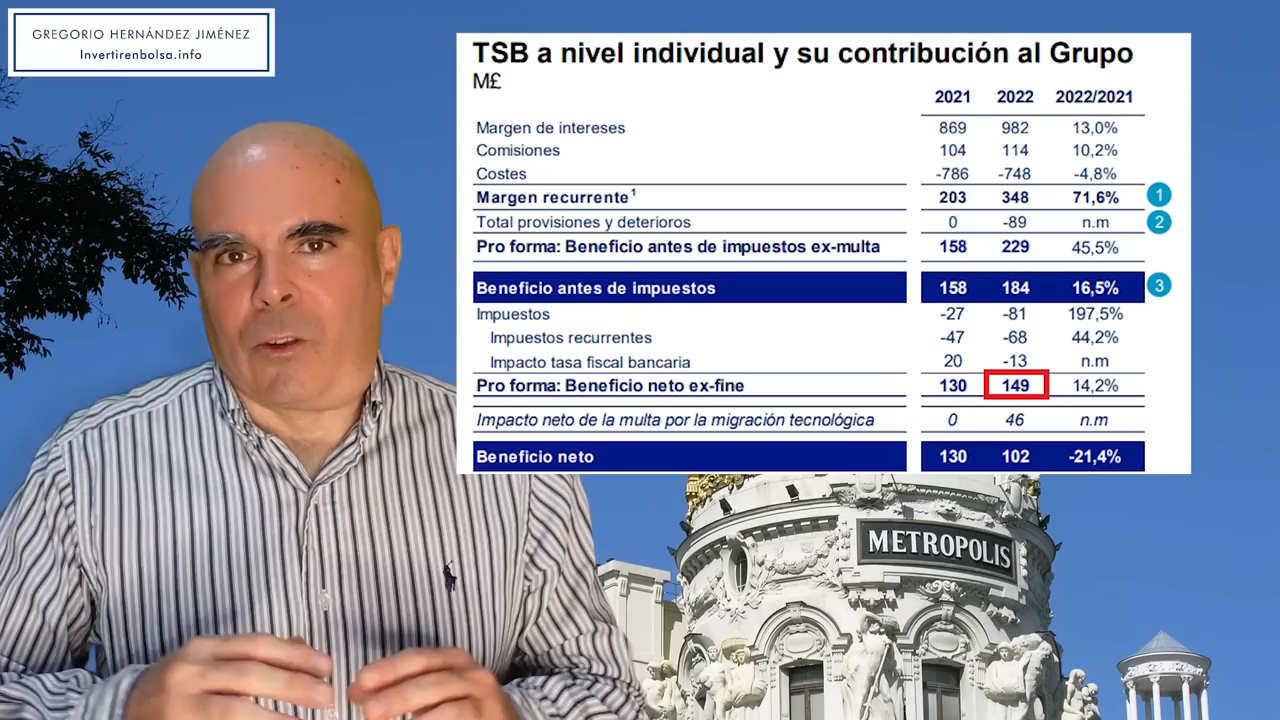 GREGORIO HERNÁNDEZ JIMÉNEZ
Invertirenbolsa.info
TSB a nivel individual y su contribución al Grupo
M£
2021 2022 2022/2021
Margen de intereses 869 982 13,0%
Comisiones 104 114 10,2%
Costes -786 -748 -4,8%
Margen recurrente¹ 203 348 71,6% 1
Total provisiones y deterioros 0 -89 n.m 2
Pro forma: Beneficio antes de impuestos ex-multa 158 229 45,5%
Beneficio antes de impuestos 158 184 16,5% 3
Impuestos -27 -81 197,5%
Impuestos recurrentes -47 -68 44,2%
Impacto tasa fiscal bancaria 20 -13 n.m
Pro forma: Beneficio neto ex-fine 130 149 14,2%
Impacto neto de la multa por la migración tecnológica 0 46 n.m
Beneficio neto 130 102 -21,4%
METROPOLIS